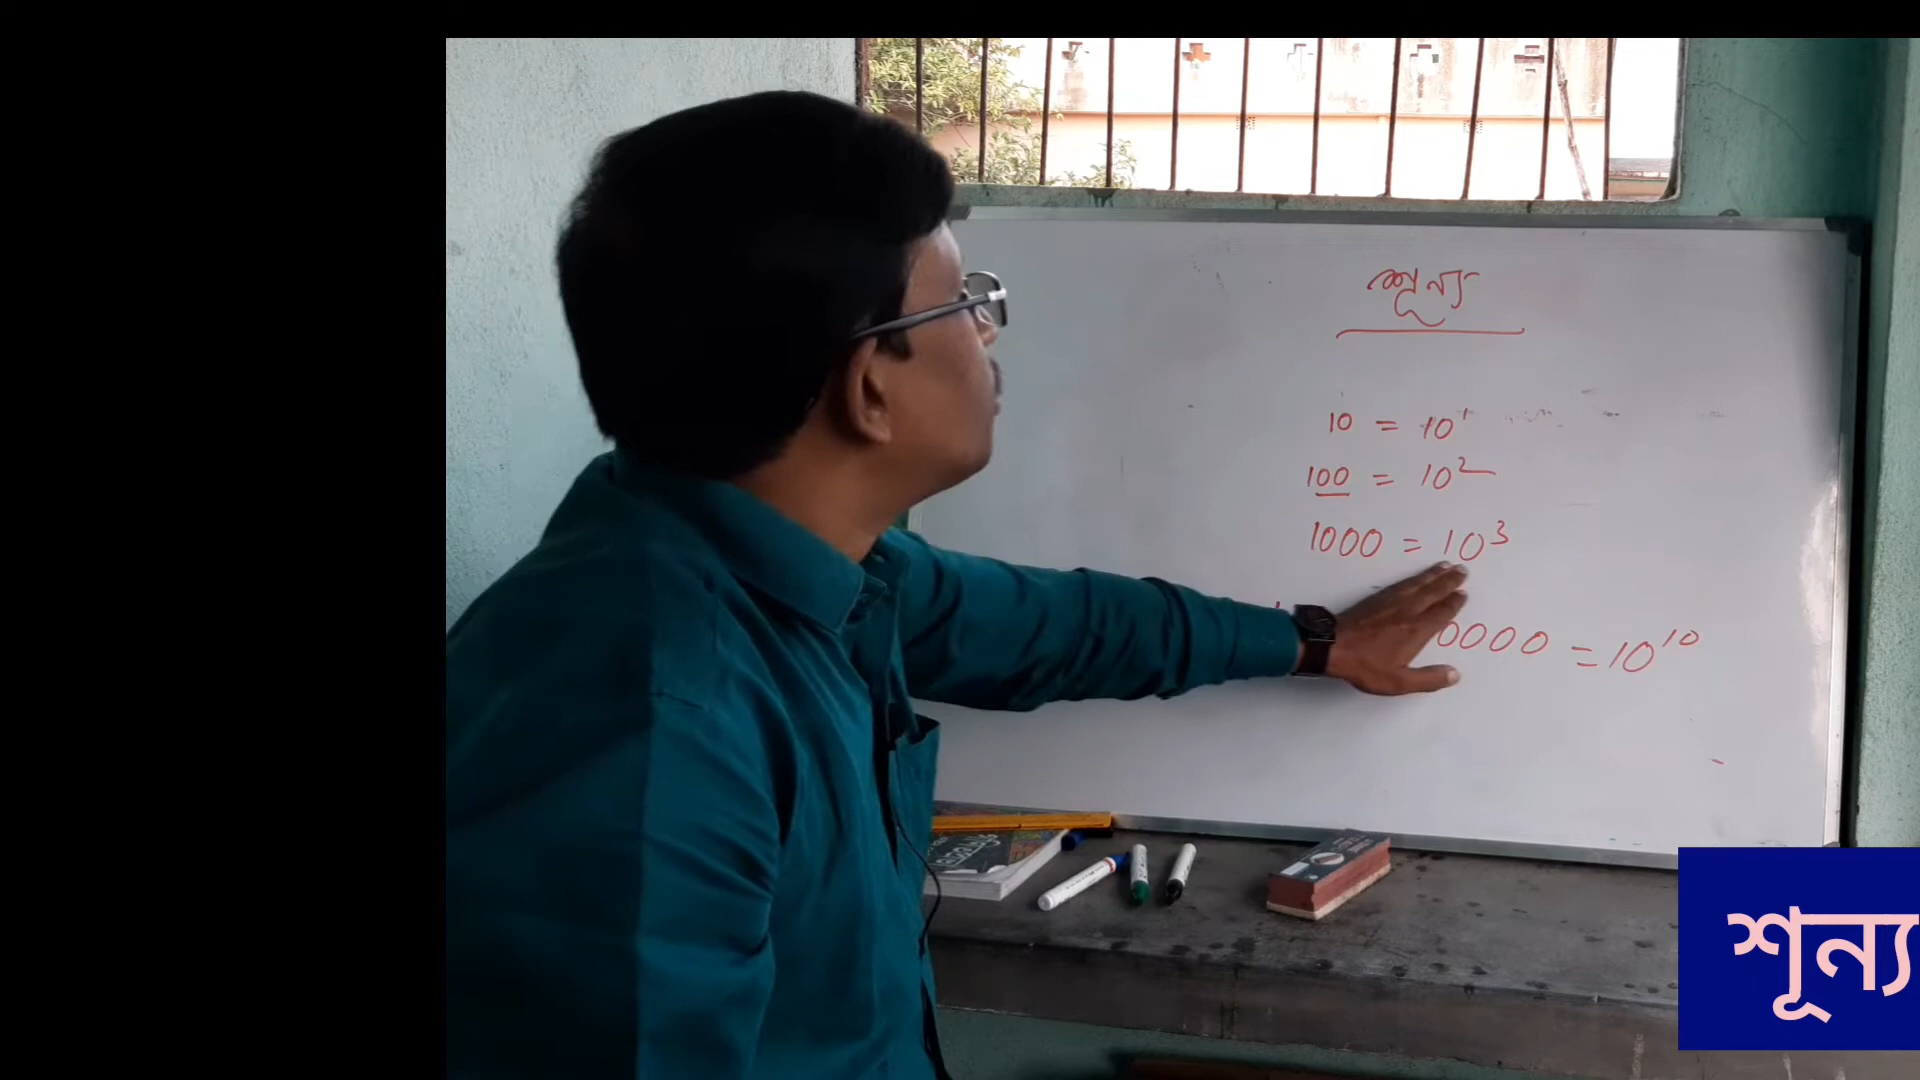 শূন্য
10 = 10¹
100 = 10²
1000 = 10³
0000 = 10¹⁰
শূন্য